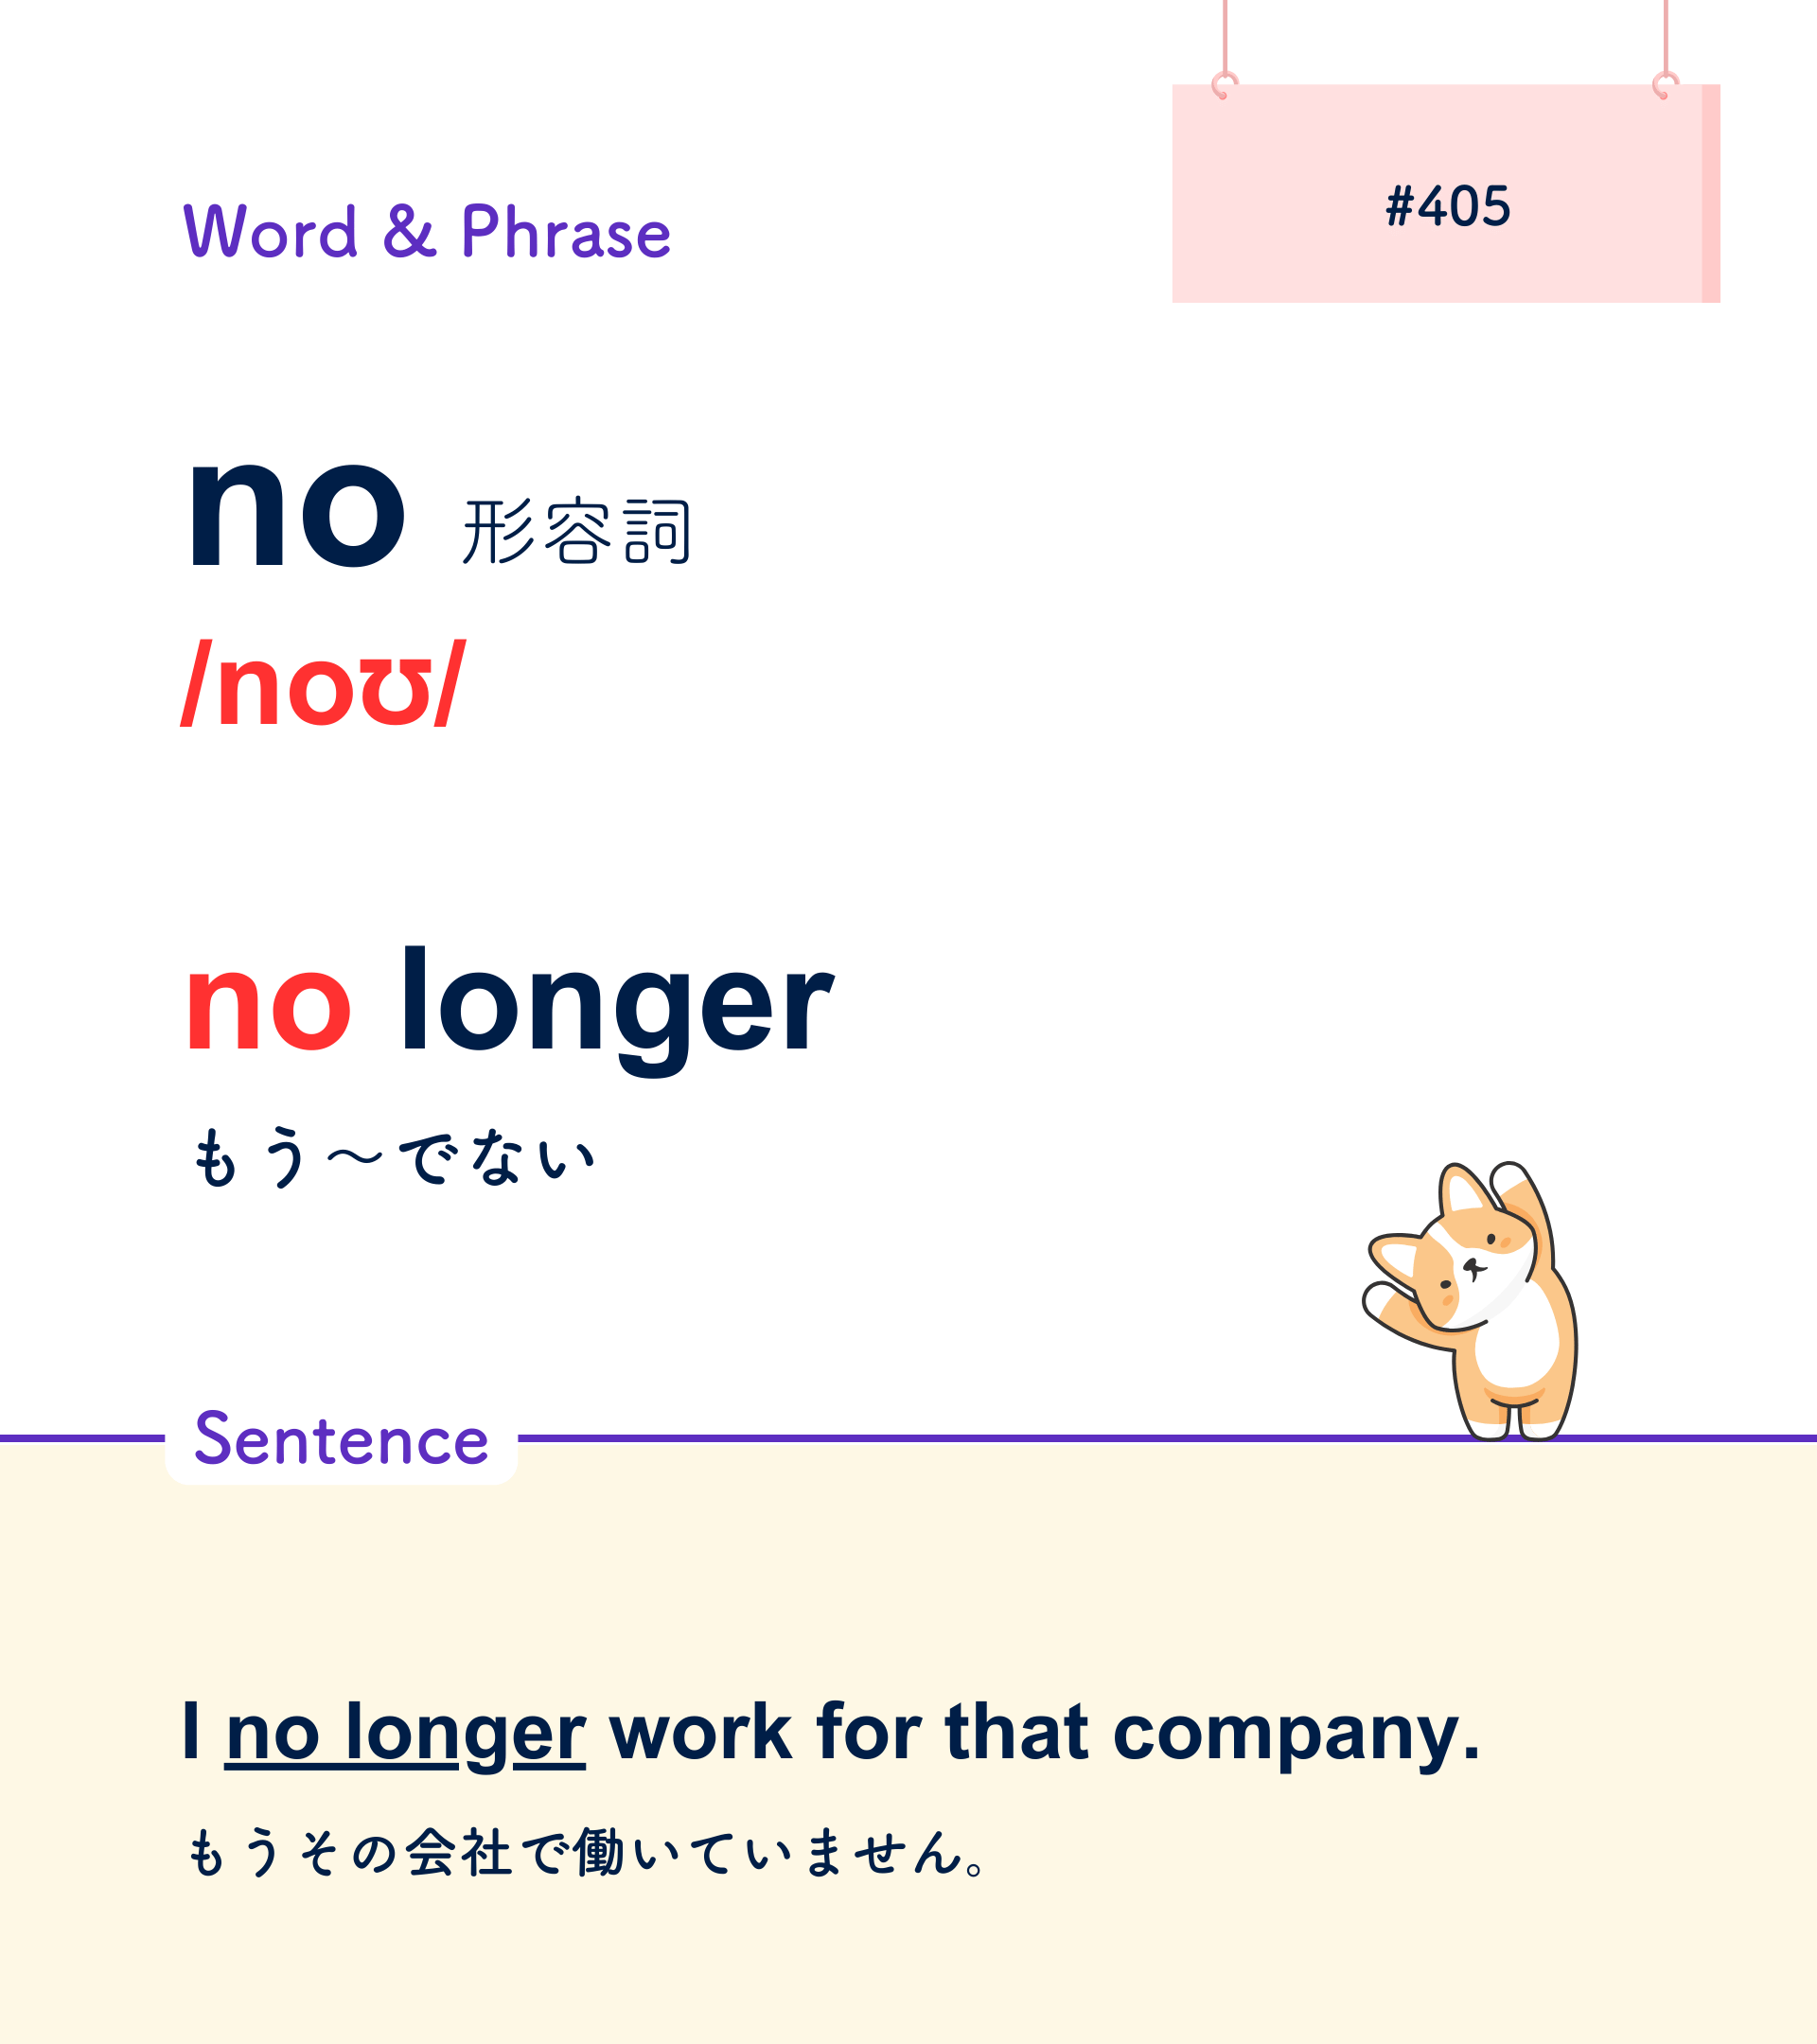 #405
Word & Phrase
no 形容詞
/noʊ/
no longer
もう〜でない
Sentence
I no longer work for that company.
もうその会社で働いていません。